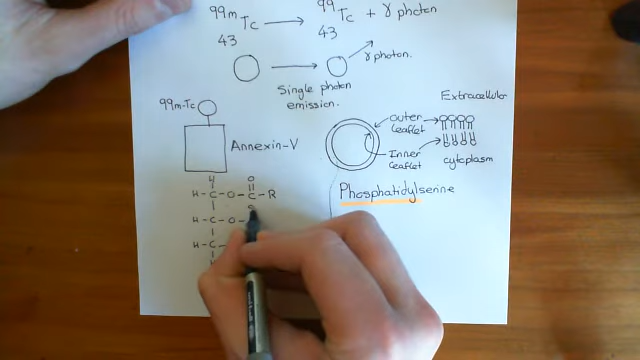 99m Tc → 99 Tc + γ photon
43 43
γ photon.
Single photon
emission.
99m-Tc
Annexin-V
Extracellular
outer
leaflet
Inner
leaflet
cytoplasm
Phosphatidylserine
H O
H-C-O-C-R
H-C-O-
H-C-